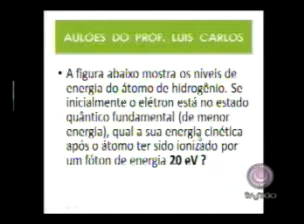 AULÕES DO PROF. LUIS CARLOS
• A figura abaixo mostra os níveis de
energia do átomo de hidrogênio. Se
inicialmente o elétron está no estado
quântico fundamental (de menor
energia), qual a sua energia cinética
após o átomo ter sido ionizado por
um fóton de energia 20 eV ?